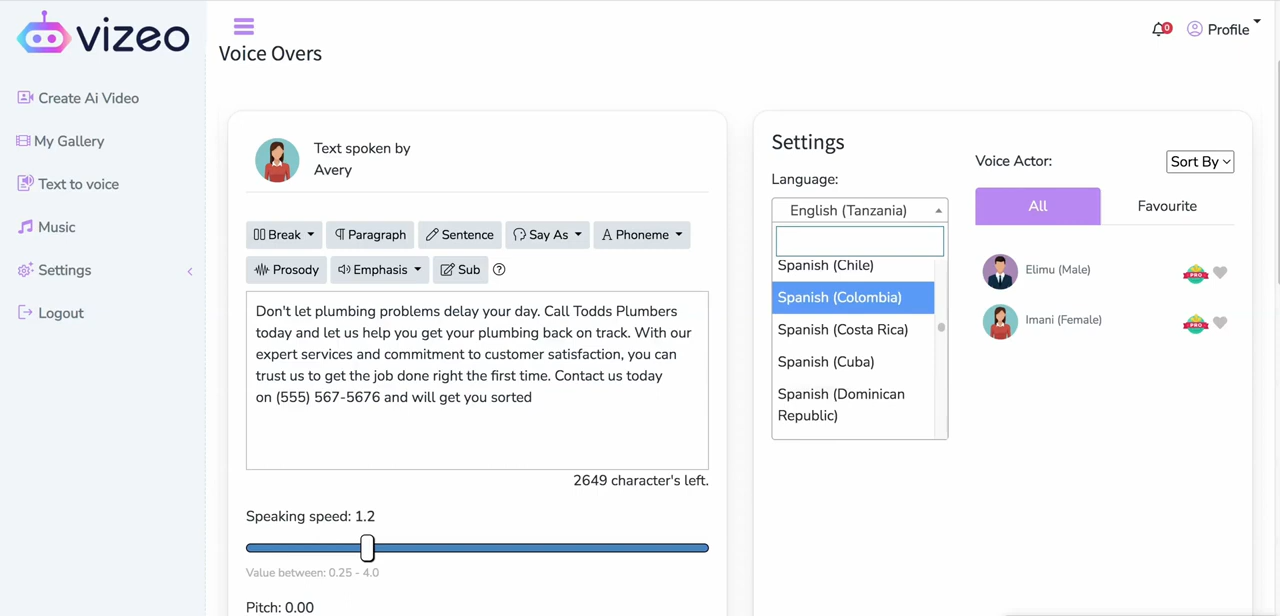 vizeo
0
Profile
Voice Overs
Create Ai Video
My Gallery
Text to voice
Music
Settings
Logout
Text spoken by
Avery
Break
Paragraph
Sentence
Say As
A Phoneme
Prosody
Emphasis
Sub
Don't let plumbing problems delay your day. Call Todds Plumbers
today and let us help you get your plumbing back on track. With our
expert services and commitment to customer satisfaction, you can
trust us to get the job done right the first time. Contact us today
on (555) 567-5676 and will get you sorted
2649 character's left.
Speaking speed: 1.2
Value between: 0.25 - 4.0
Pitch: 0.00
Settings
Language:
English (Tanzania)
Spanish (Chile)
Spanish (Colombia)
Spanish (Costa Rica)
Spanish (Cuba)
Spanish (Dominican
Republic)
Voice Actor:
Sort By
All
Favourite
Elimu (Male)
PRO
Imani (Female)
PRO